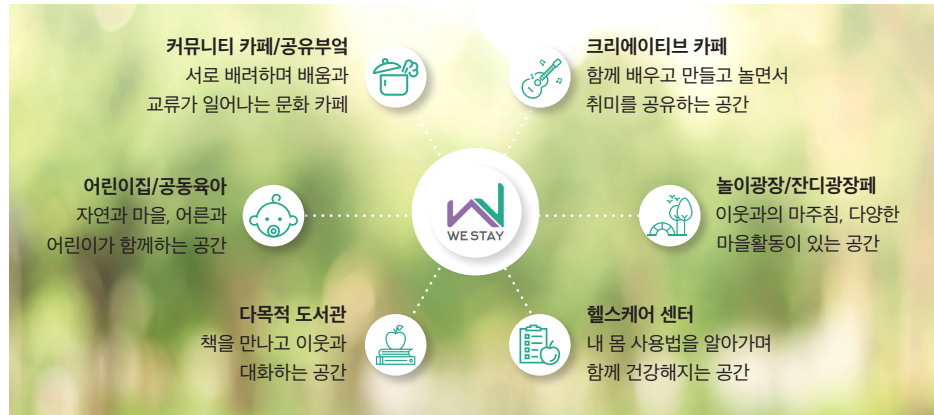 커뮤니티 카페/공유부엌
서로 배려하며 배움과
교류가 일어나는 문화 카페
크리에이티브 카페
함께 배우고 만들고 놀면서
취미를 공유하는 공간
어린이집/공동육아
자연과 마을, 어른과
어린이가 함께하는 공간
WE STAY
놀이광장/잔디광장페
이웃과의 마주침, 다양한
마을활동이 있는 공간
다목적 도서관
책을 만나고 이웃과
대화하는 공간
헬스케어 센터
내 몸 사용법을 알아가며
함께 건강해지는 공간